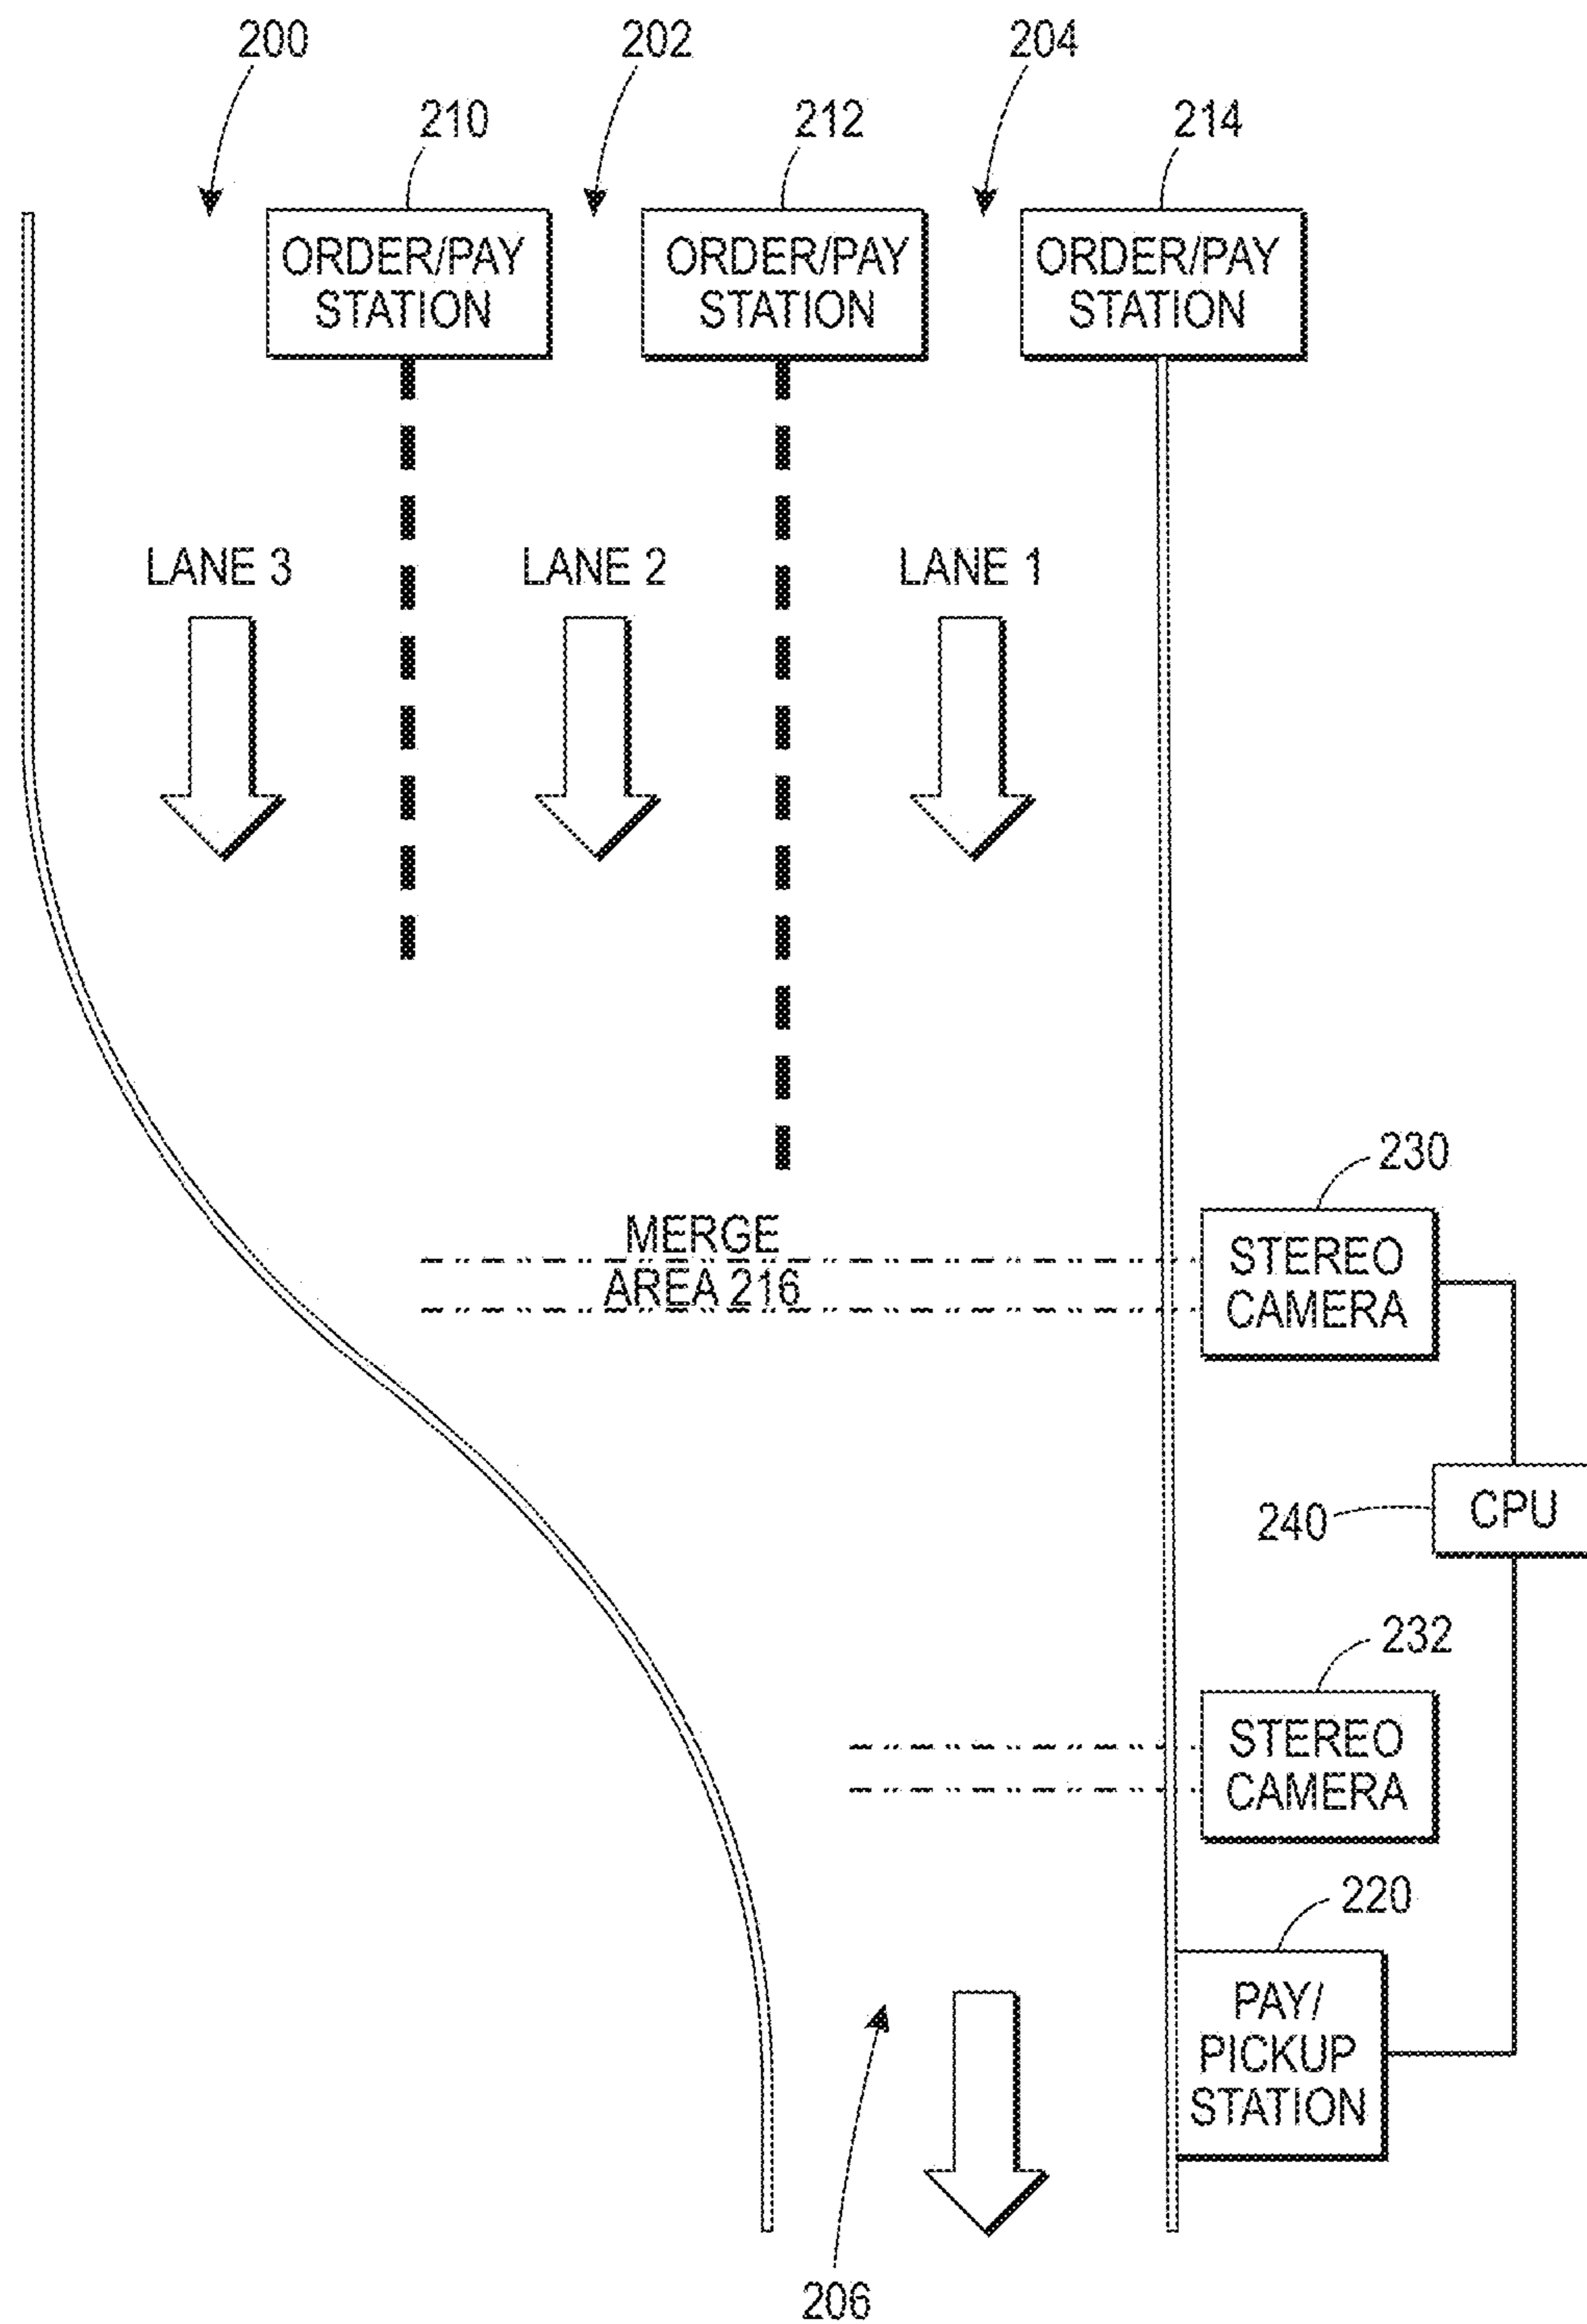 200
202
204
210
212
214
ORDER/PAY
STATION
ORDER/PAY
STATION
ORDER/PAY
STATION
LANE 3
LANE 2
LANE 1
230
MERGE
AREA 216
STEREO
CAMERA
240
CPU
232
STEREO
CAMERA
220
PAY/
PICKUP
STATION
206